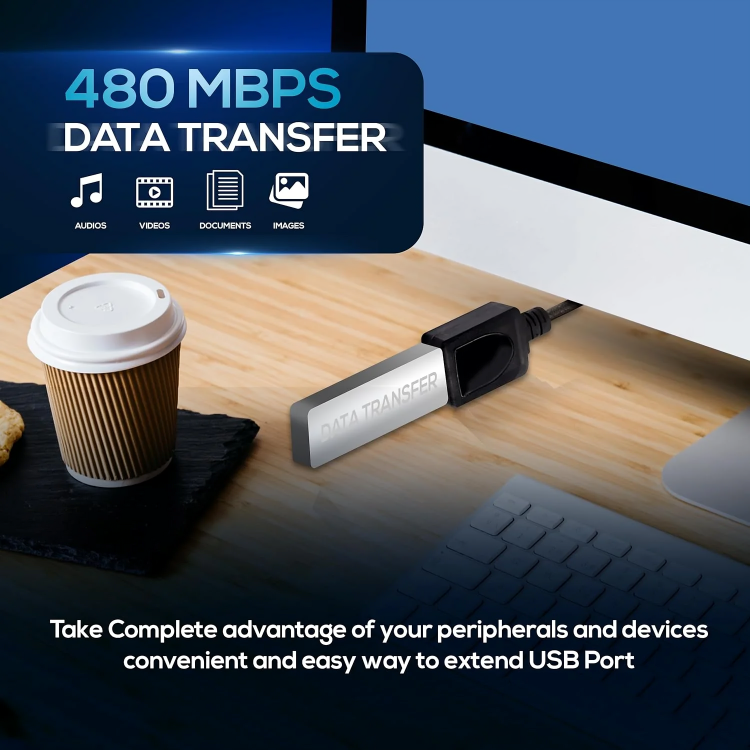 480 MBPS
DATA TRANSFER
AUDIOS VIDEOS DOCUMENTS IMAGES
DATA TRANSFER
Take Complete advantage of your peripherals and devices
convenient and easy way to extend USB Port